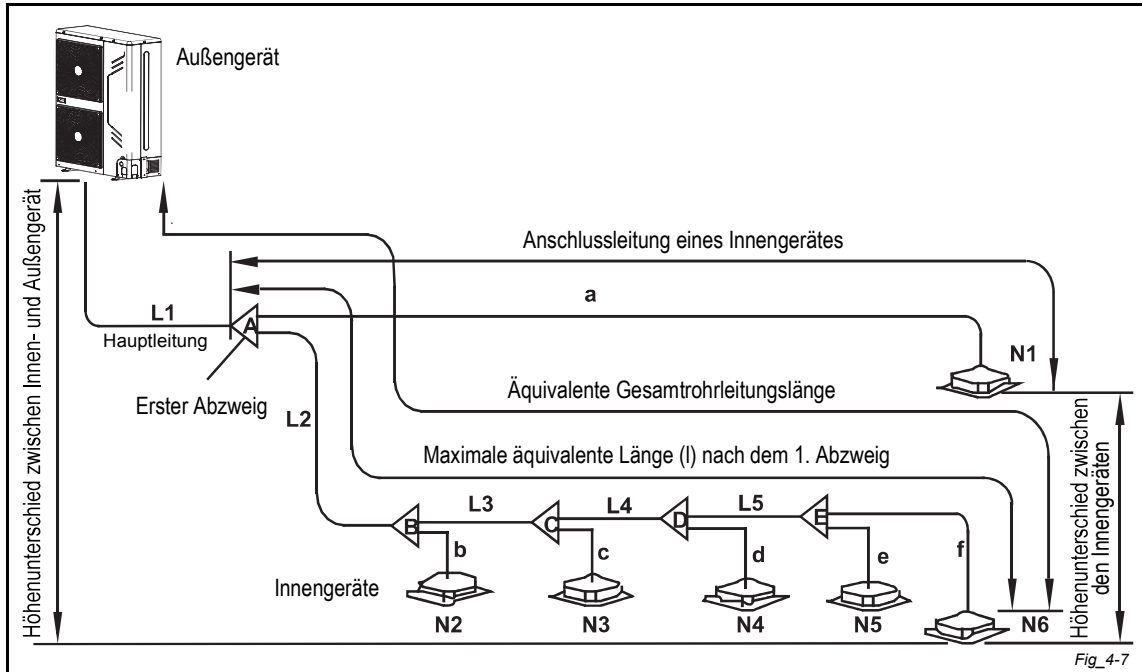 Außengerät
Höhenunterschied zwischen Innen- und Außengerät
Anschlussleitung eines Innengerätes
a
L1
A
Hauptleitung
N1
Erster Abzweig
L2
Äquivalente Gesamtrohrleitungslänge
Maximale äquivalente Länge (l) nach dem 1. Abzweig
Höhenunterschied zwischen
den Innengeräten
L3
L4
L5
B
C
D
E
b
c
d
e
f
Innengeräte
N2
N3
N4
N5
N6
Fig_4-7